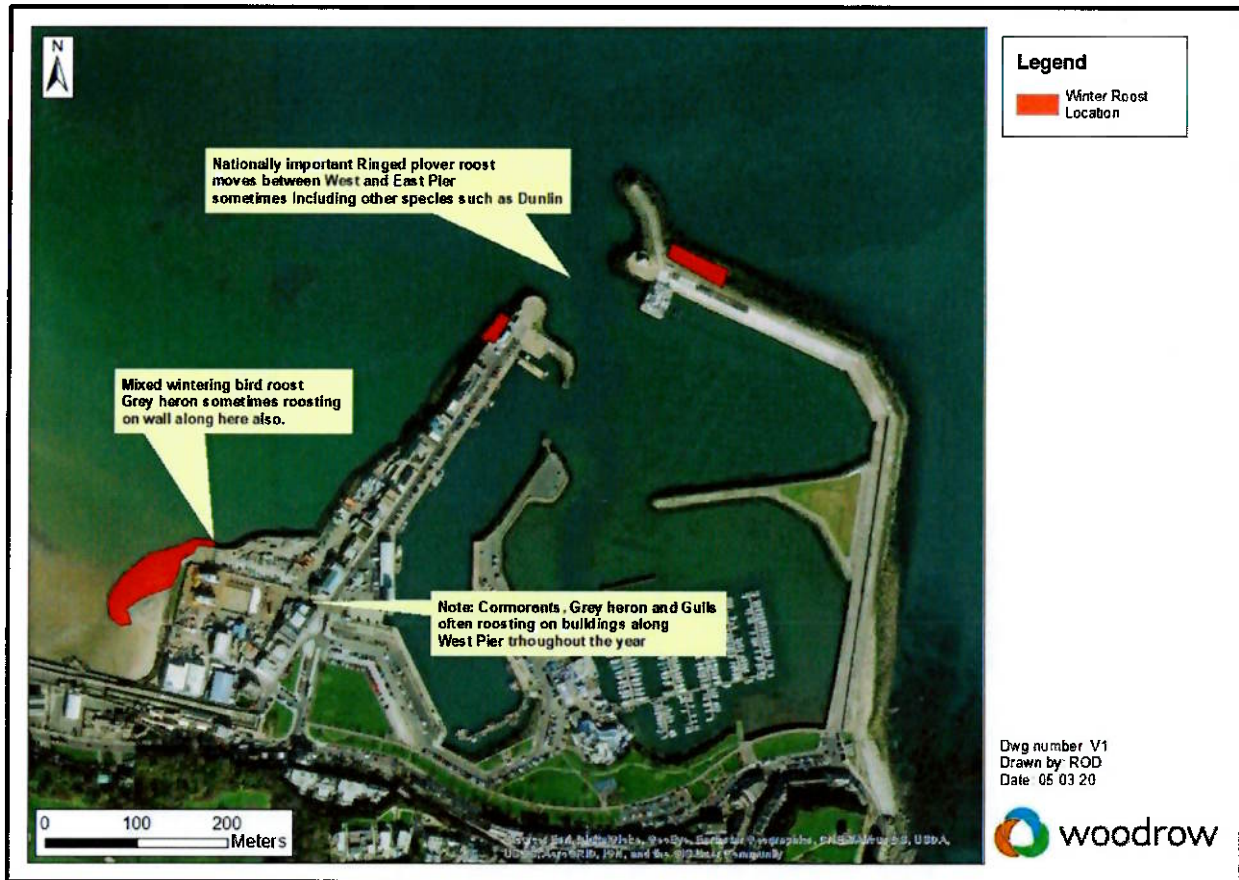 N
Legend
Winter Roost
Location
Nationally important Ringed plover roost
moves between West and East Pier
sometimes Including other species such as Dunlin
Mixed wintering bird roost
Grey heron sometimes roosting
on wall along here also.
Note: Cormorants, Grey heron and Gulls
often roosting on buildings along
West Pier trhoughout the year
Dwg number V1
Drawn by: ROD
Date: 05 03 20
woodrow
0 100 200
Meters
Community